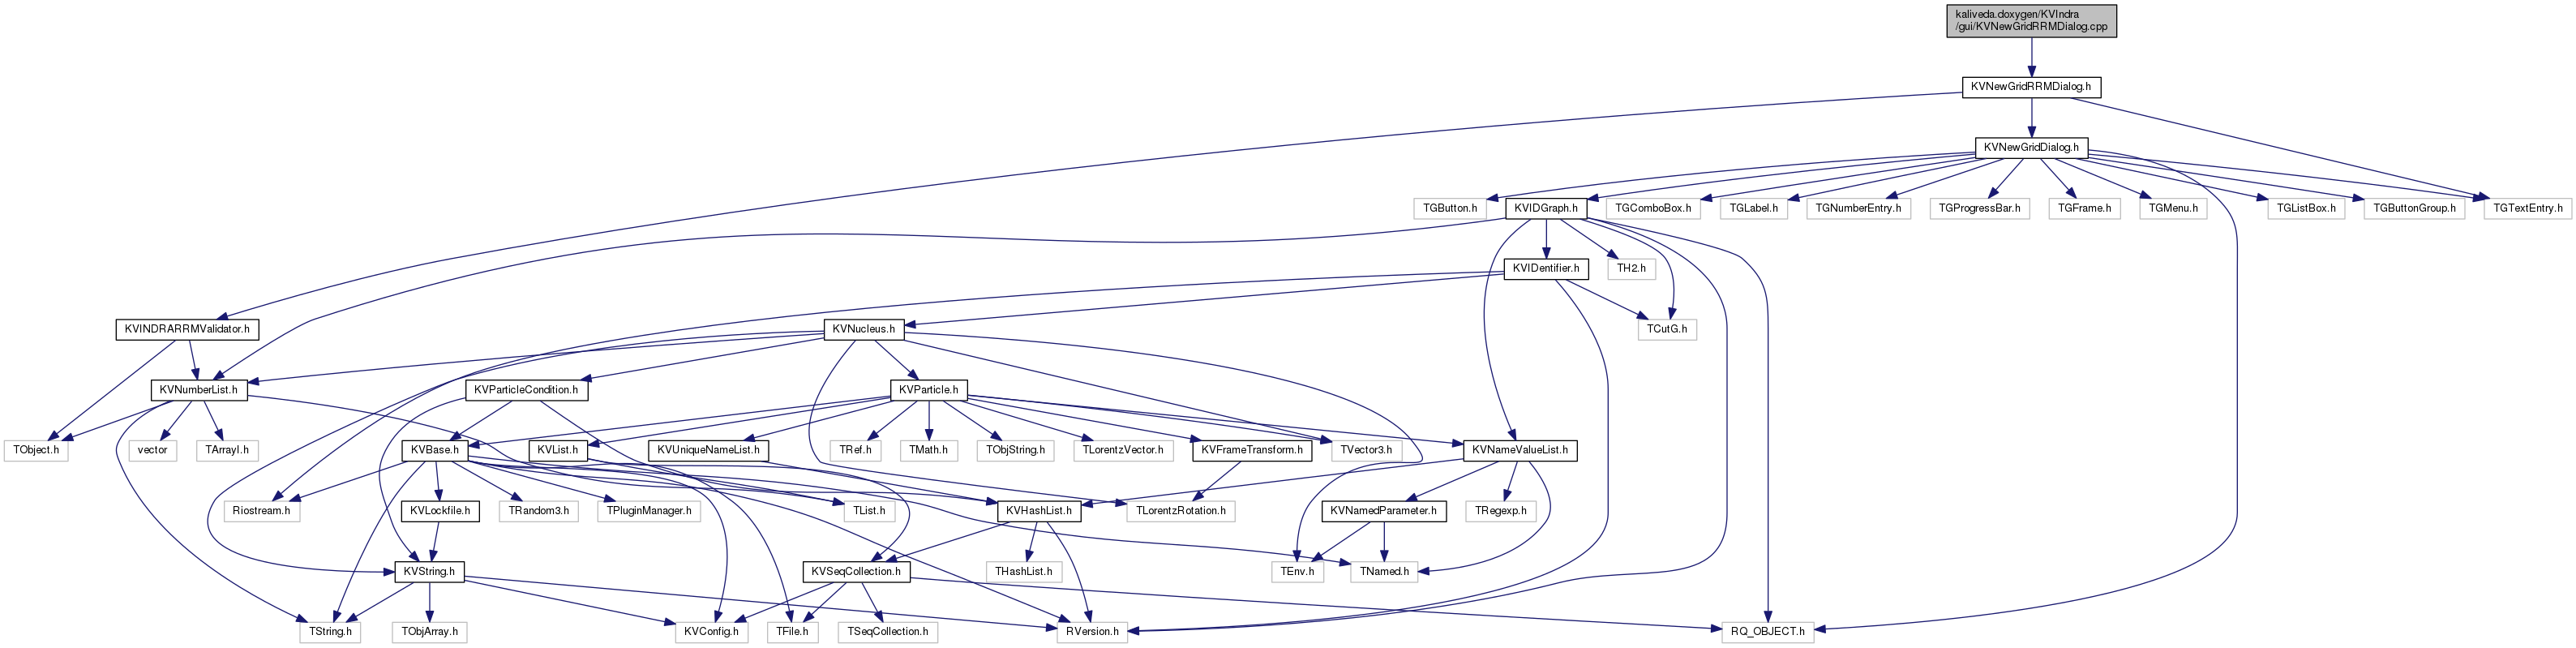 kaliveda.doxygen/KVIndra
/gui/KVNewGridRRMDialog.cpp
KVNewGridRRMDialog.h
KVNewGridDialog.h
TGButton.h
KVIDGraph.h
TGComboBox.h
TGLabel.h
TGNumberEntry.h
TGProgressBar.h
TGFrame.h
TGMenu.h
TGListBox.h
TGButtonGroup.h
TGTextEntry.h
KVIDentifier.h
TH2.h
KVINDRARRMValidator.h
KVNucleus.h
TCutG.h
KVNumberList.h
KVParticleCondition.h
KVParticle.h
TObject.h
vector
TArrayI.h
KVBase.h
KVList.h
KVUniqueNameList.h
TRef.h
TMath.h
TObjString.h
TLorentzVector.h
KVFrameTransform.h
TVector3.h
KVNameValueList.h
Riostream.h
KVLockfile.h
TRandom3.h
TPluginManager.h
TList.h
KVHashList.h
TLorentzRotation.h
KVNamedParameter.h
TRegexp.h
KVString.h
KVSeqCollection.h
THashList.h
TEnv.h
TNamed.h
TString.h
TObjArray.h
KVConfig.h
TFile.h
TSeqCollection.h
RVersion.h
RQ_OBJECT.h